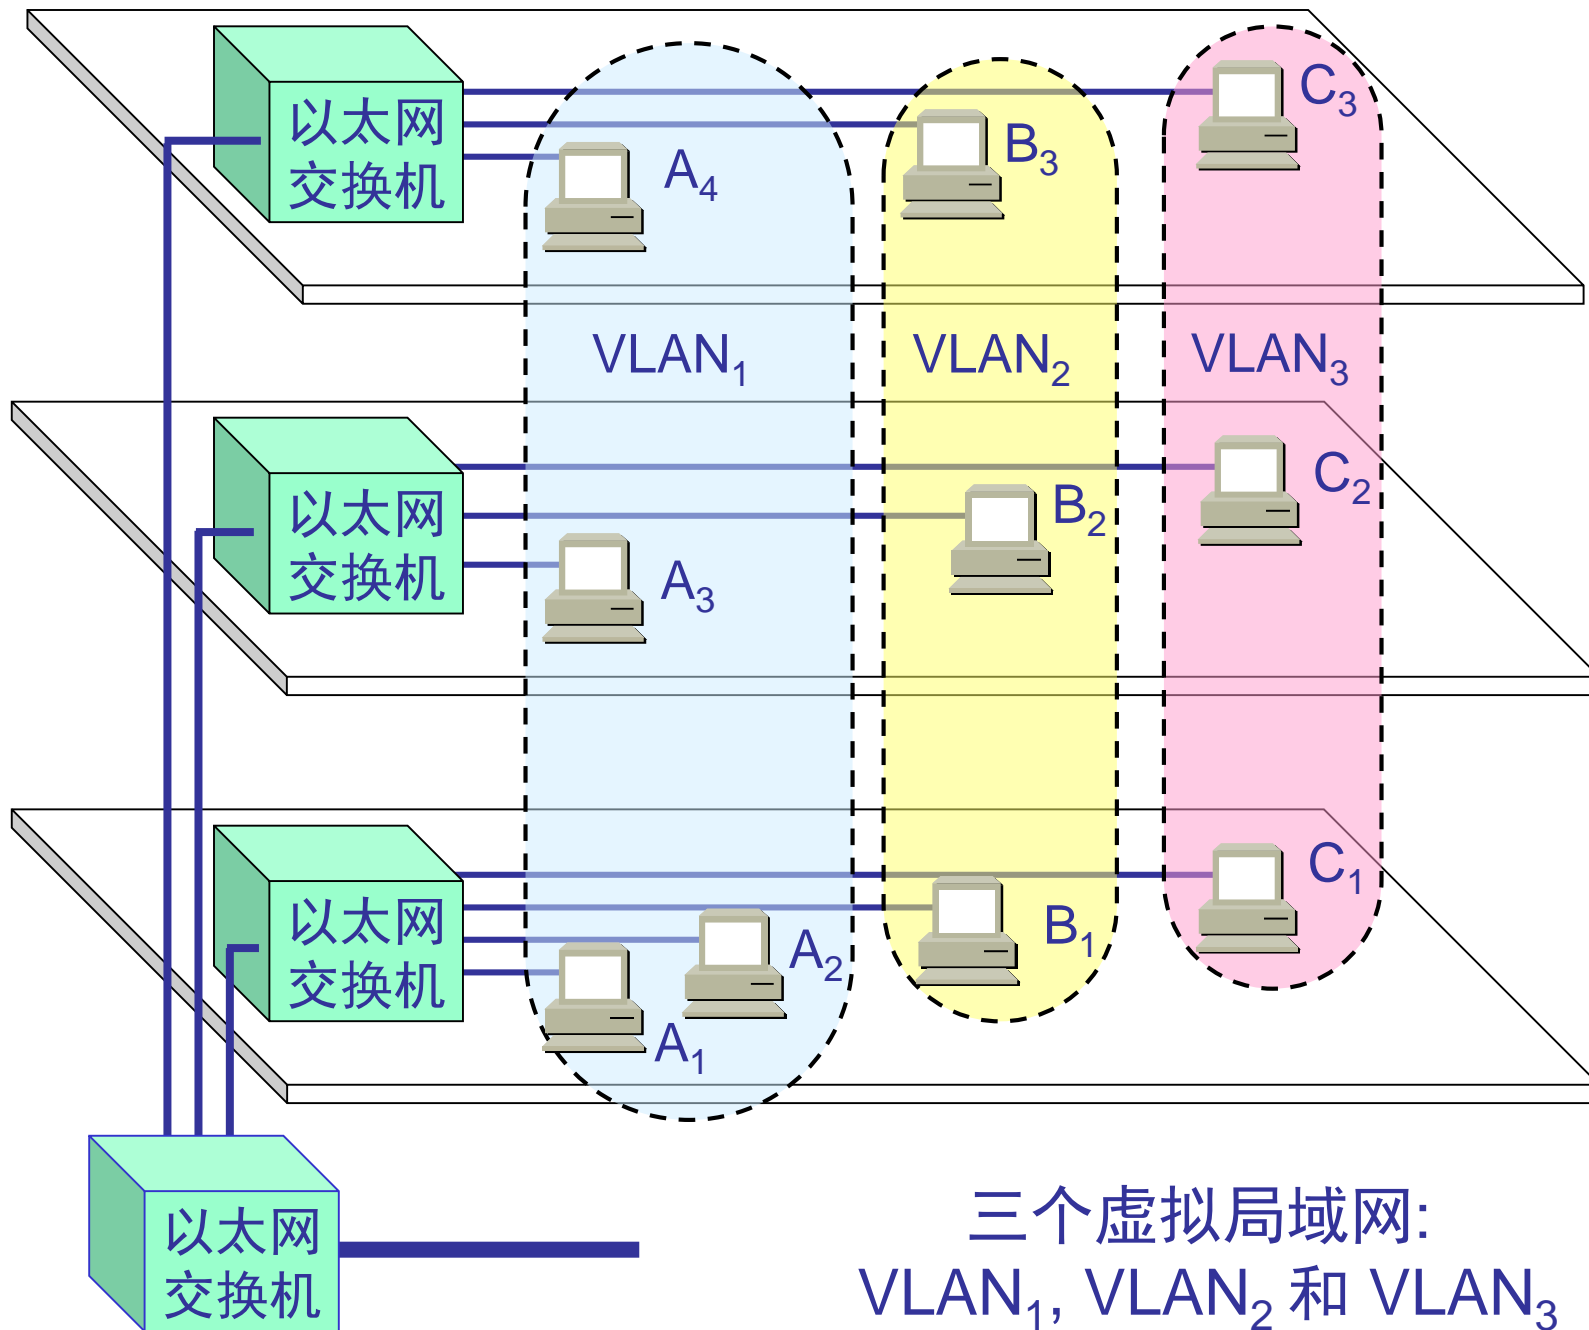 以太网
交换机
A4
B3
C3
VLAN1
VLAN2
VLAN3
以太网
交换机
A3
B2
C2
以太网
交换机
A1
A2
B1
C1
以太网
交换机
三个虚拟局域网:
VLAN1, VLAN2 和 VLAN3